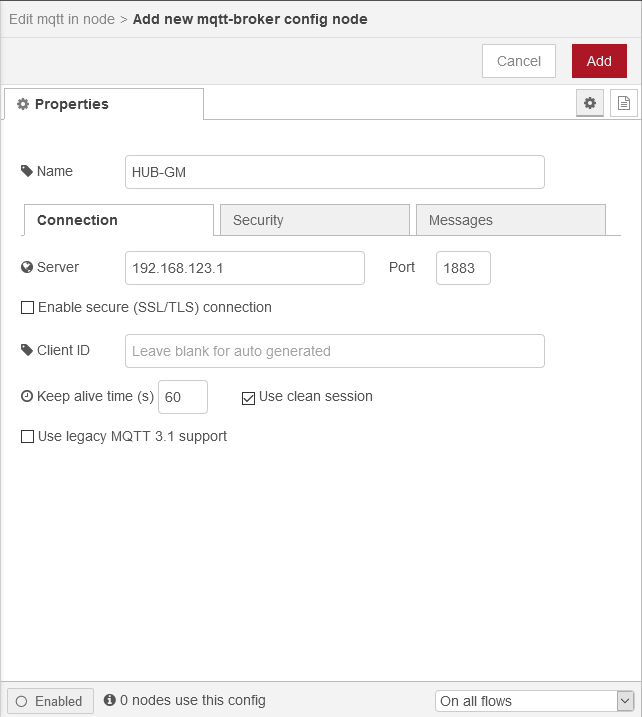 Edit mqtt in node > Add new mqtt-broker config node
Cancel Add
Properties
Name HUB-GM
Connection Security Messages
Server 192.168.123.1 Port 1883
Enable secure (SSL/TLS) connection
Client ID Leave blank for auto generated
Keep alive time (s) 60 Use clean session
Use legacy MQTT 3.1 support
Enabled 0 nodes use this config On all flows